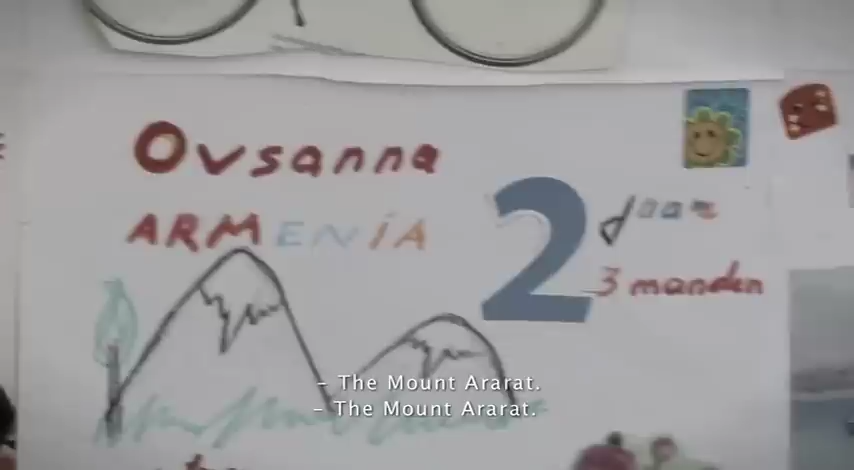 Ovsanna
ARMENIA
2 Jaar
3 manden
- The Mount Ararat.
- The Mount Ararat.